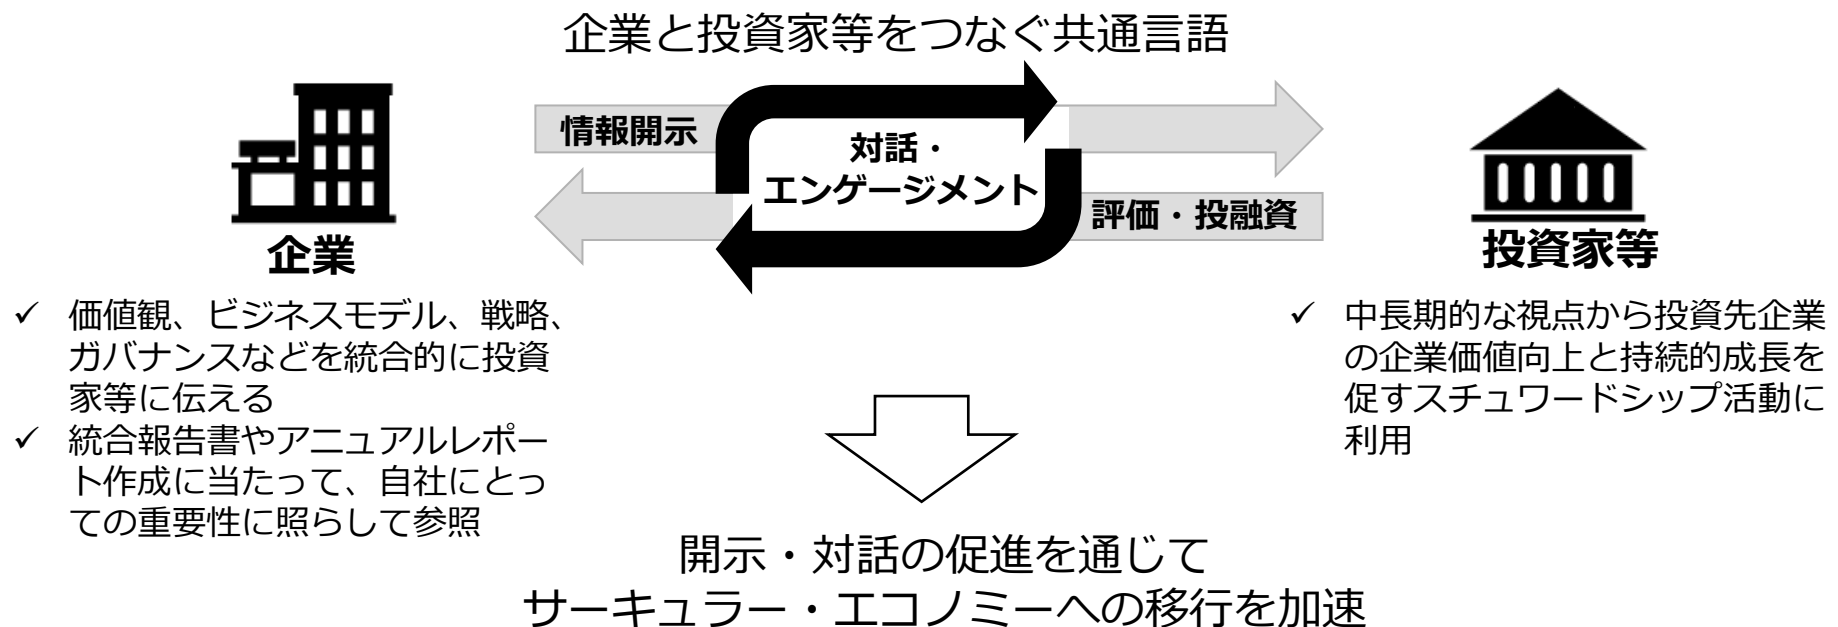 企業と投資家等をつなぐ共通言語
情報開示
対話・
エンゲージメント
評価・投融資
企業
投資家等
✓ 価値観、ビジネスモデル、戦略、
ガバナンスなどを統合的に投資
家等に伝える
✓ 統合報告書やアニュアルレポー
ト作成に当たって、自社にとっ
ての重要性に照らして参照
✓ 中長期的な視点から投資先企業
の企業価値向上と持続的成長を
促すスチュワードシップ活動に
利用
開示・対話の促進を通じて
サーキュラー・エコノミーへの移行を加速